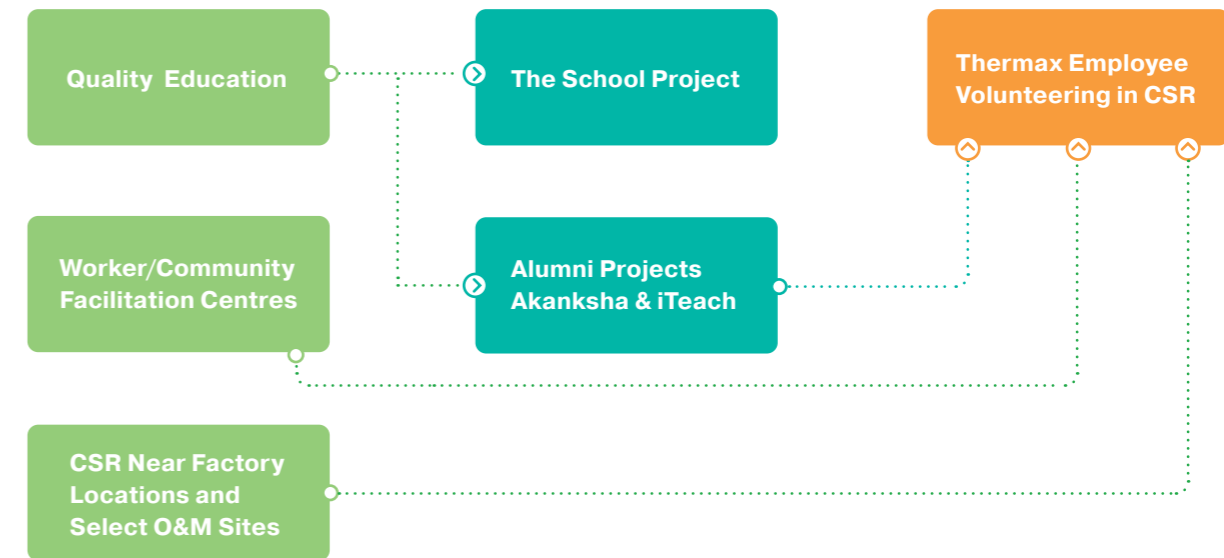 Quality Education
The School Project
Thermax Employee
Volunteering in CSR
Worker/Community
Facilitation Centres
Alumni Projects
Akanksha & iTeach
CSR Near Factory
Locations and
Select O&M Sites